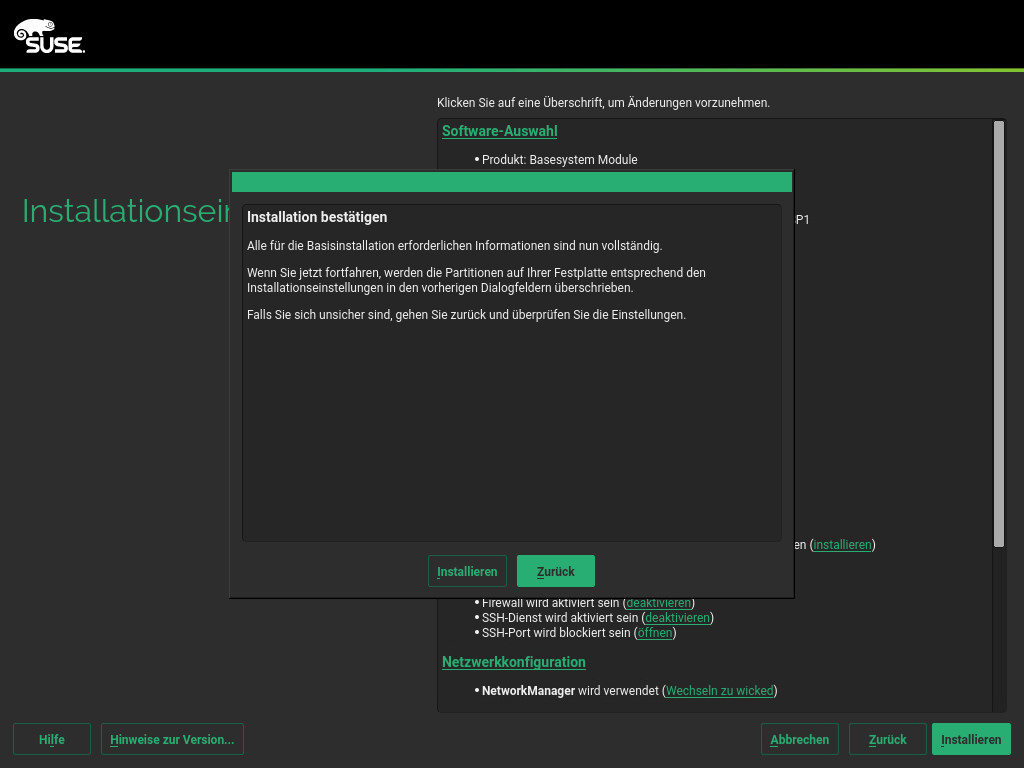 SUSE.
Klicken Sie auf eine Überschrift, um Änderungen vorzunehmen.
Software-Auswahl
• Produkt: Basesystem Module
P1
Installation bestätigen
Alle für die Basisinstallation erforderlichen Informationen sind nun vollständig.
Wenn Sie jetzt fortfahren, werden die Partitionen auf Ihrer Festplatte entsprechend den
Installationseinstellungen in den vorherigen Dialogfeldern überschrieben.
Falls Sie sich unsicher sind, gehen Sie zurück und überprüfen Sie die Einstellungen.
en (installieren)
Installieren Zurück
• Firewall wird aktiviert sein (deaktivieren)
• SSH-Dienst wird aktiviert sein (deaktivieren)
• SSH-Port wird blockiert sein (öffnen)
Netzwerkkonfiguration
• NetworkManager wird verwendet (Wechseln zu wicked)
Hilfe Hinweise zur Version... Abbrechen Zurück Installieren